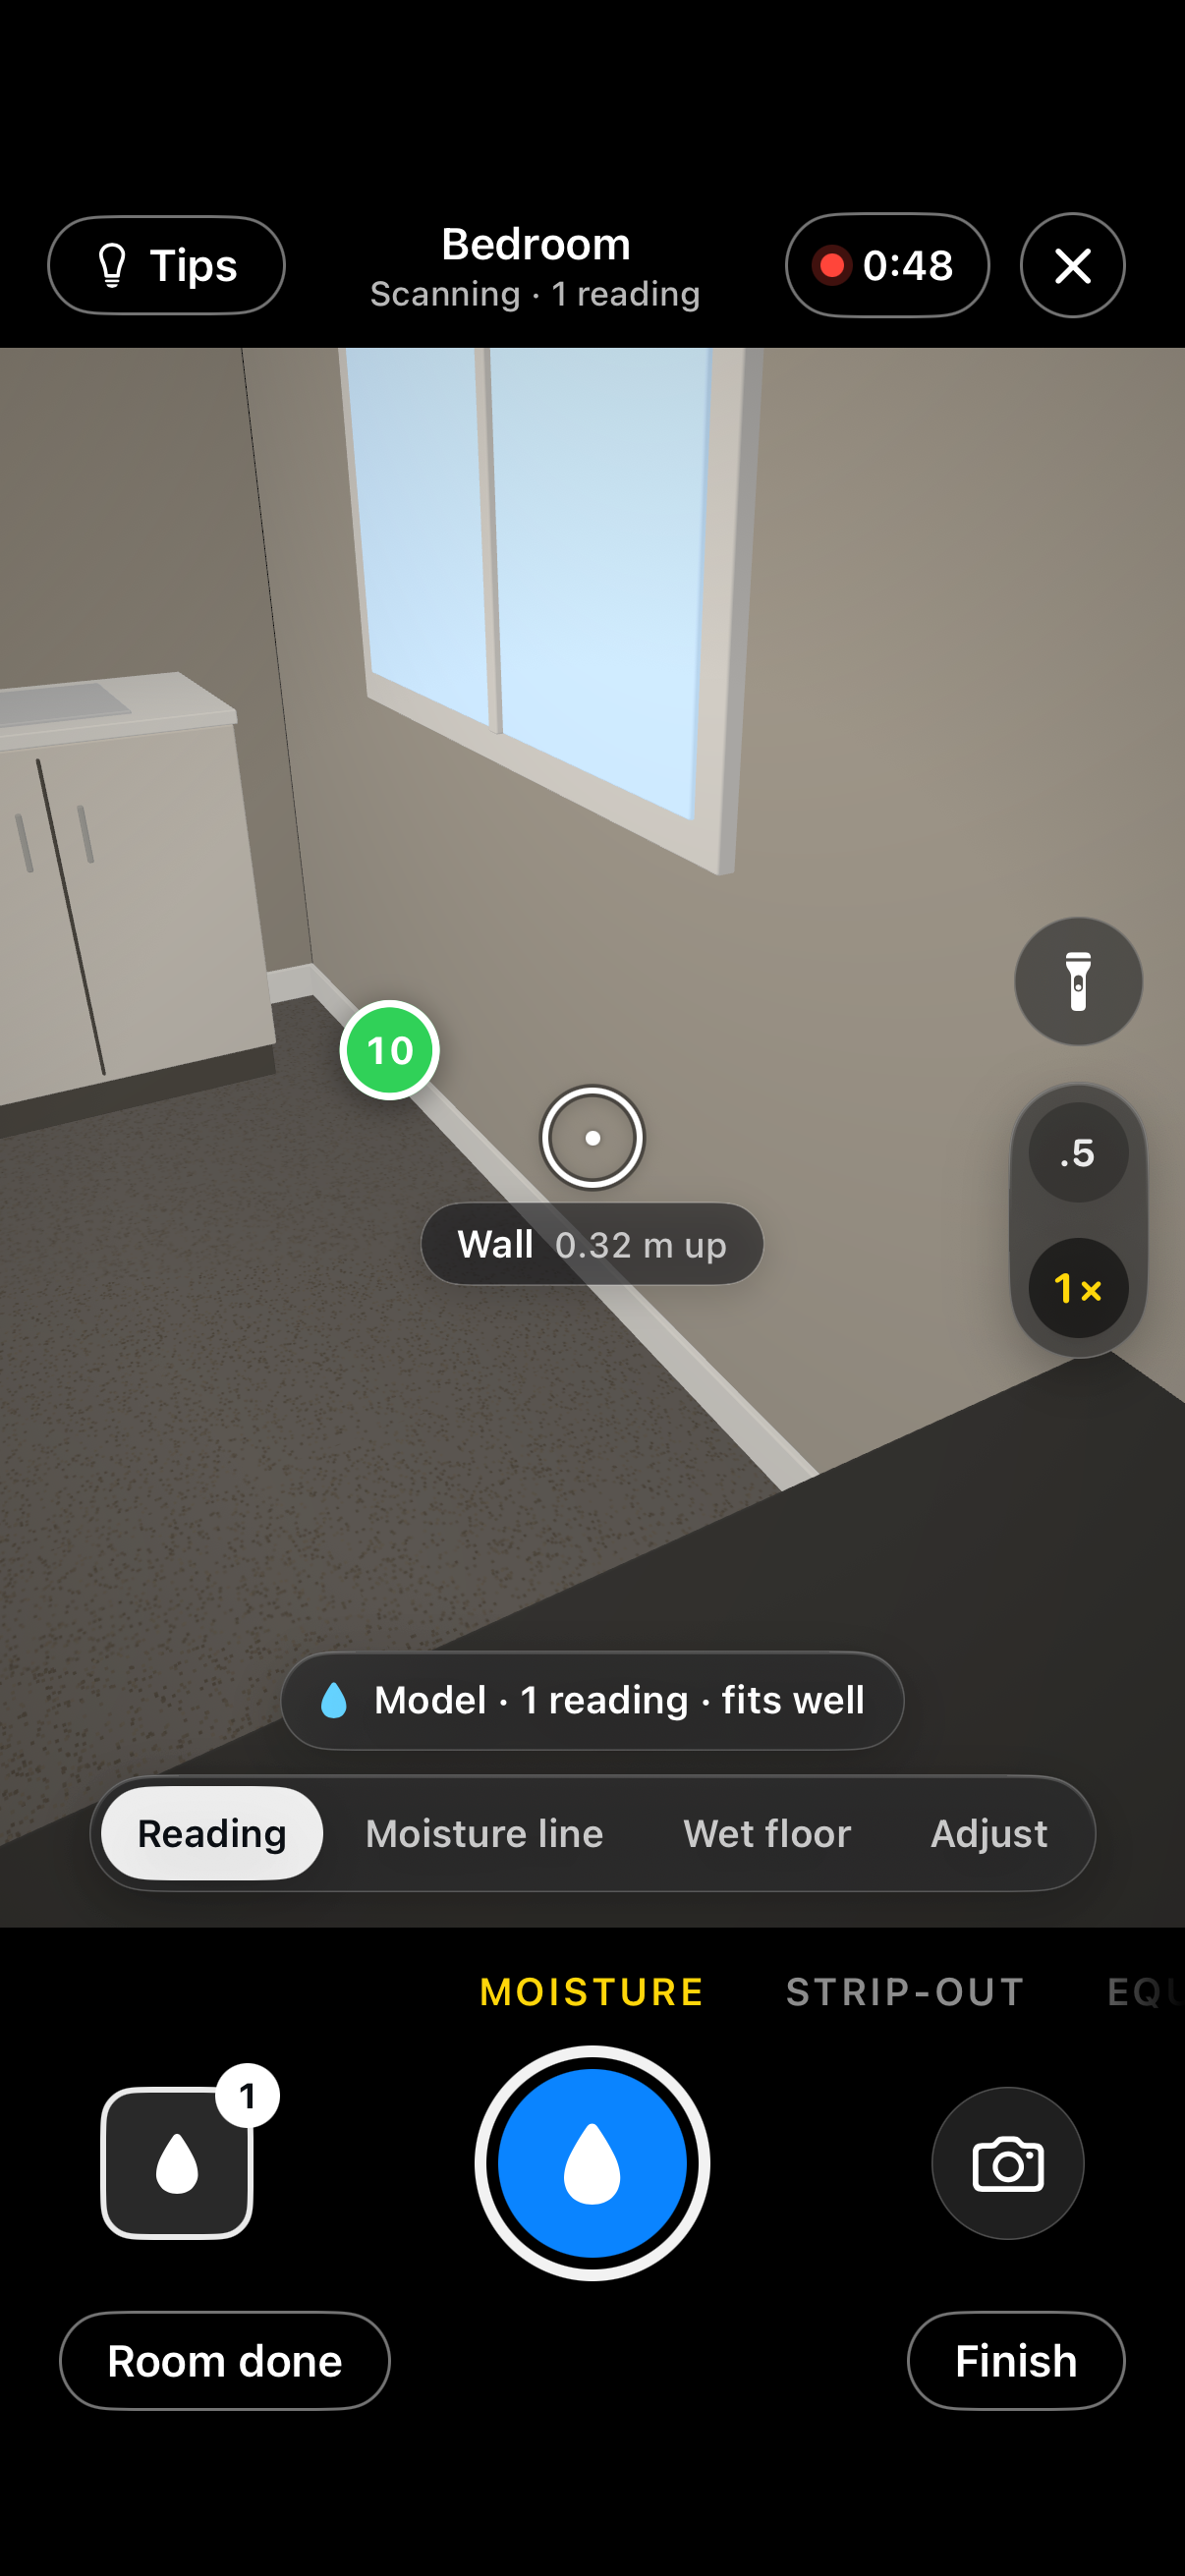 Tips
Bedroom
Scanning · 1 reading
0:48
10
Wall 0.32 m up
.5
1×
Model · 1 reading · fits well
Reading Moisture line Wet floor Adjust
MOISTURE STRIP-OUT
1
Room done Finish